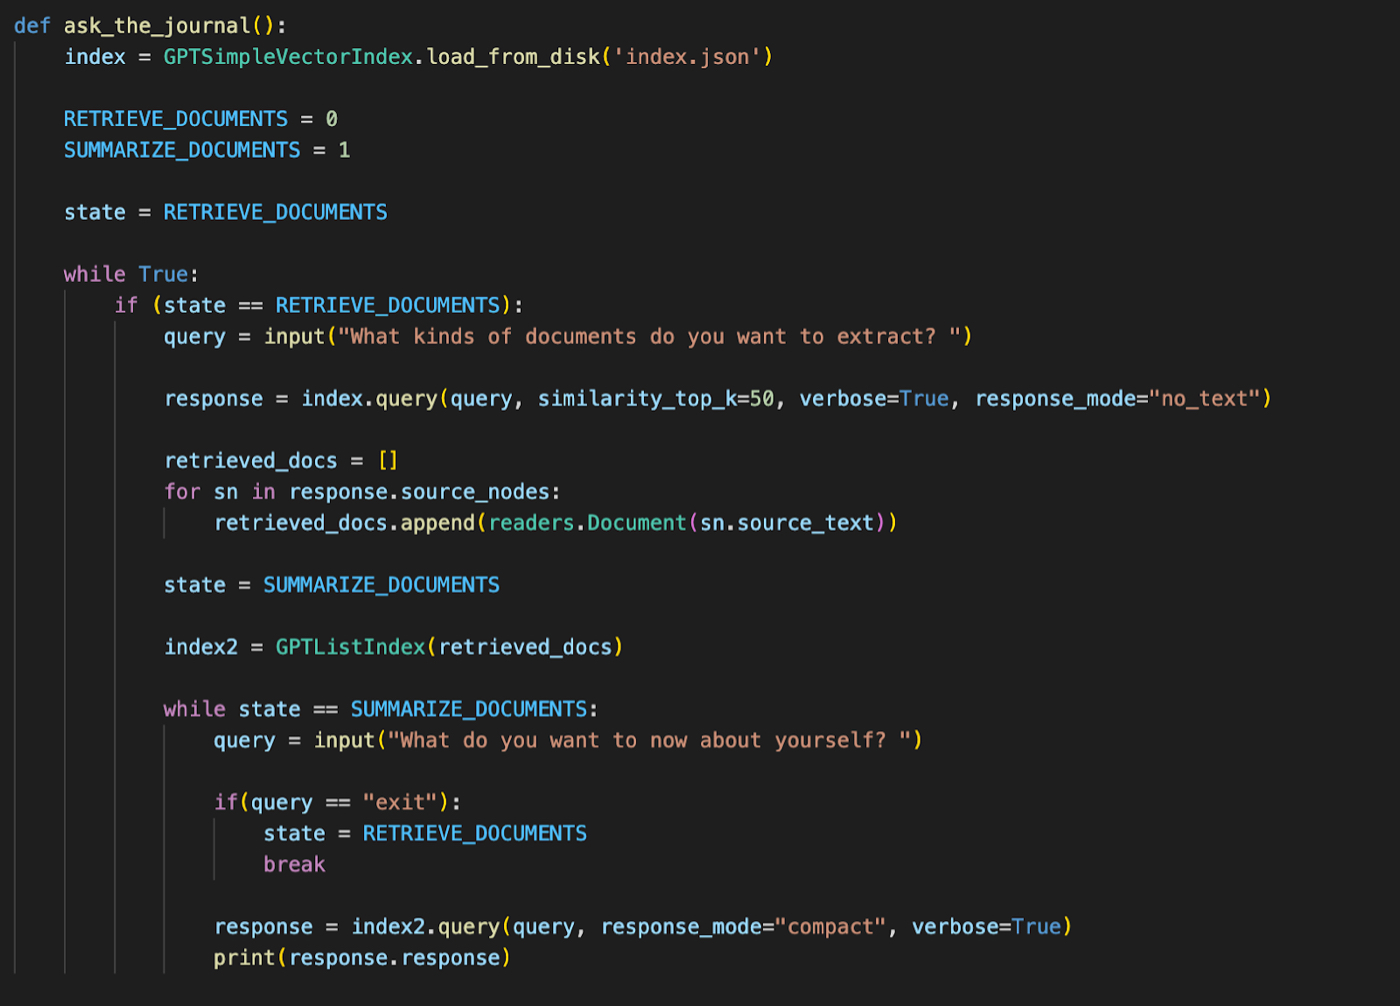 def ask_the_journal():
    index = GPTSimpleVectorIndex.load_from_disk('index.json')

    RETRIEVE_DOCUMENTS = 0
    SUMMARIZE_DOCUMENTS = 1

    state = RETRIEVE_DOCUMENTS

    while True:
        if (state == RETRIEVE_DOCUMENTS):
            query = input("What kinds of documents do you want to extract? ")

            response = index.query(query, similarity_top_k=50, verbose=True, response_mode="no_text")

            retrieved_docs = []
            for sn in response.source_nodes:
                retrieved_docs.append(readers.Document(sn.source_text))

            state = SUMMARIZE_DOCUMENTS

            index2 = GPTListIndex(retrieved_docs)

            while state == SUMMARIZE_DOCUMENTS:
                query = input("What do you want to now about yourself? ")

                if(query == "exit"):
                    state = RETRIEVE_DOCUMENTS
                    break

                response = index2.query(query, response_mode="compact", verbose=True)
                print(response.response)